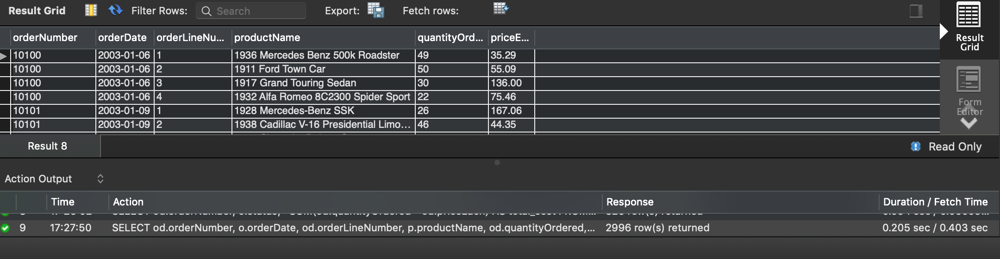 Result Grid Filter Rows: Search Export: Fetch rows:
orderNumber orderDate orderLineNu... productName quantityOrd... priceE...
10100 2003-01-06 1 1936 Mercedes Benz 500k Roadster 49 35.29
10100 2003-01-06 2 1911 Ford Town Car 50 55.09
10100 2003-01-06 3 1917 Grand Touring Sedan 30 136.00
10100 2003-01-06 4 1932 Alfa Romeo 8C2300 Spider Sport 22 75.46
10101 2003-01-09 1 1928 Mercedes-Benz SSK 26 167.06
10101 2003-01-09 2 1938 Cadillac V-16 Presidential Limo... 46 44.35
Result
Grid
Form
Editor
Result 8 Read Only
Action Output
Time Action Response Duration / Fetch Time
9 17:27:50 SELECT od.orderNumber, o.orderDate, od.orderLineNumber, p.productName, od.quantityOrdered,... 2996 row(s) returned 0.205 sec / 0.403 sec